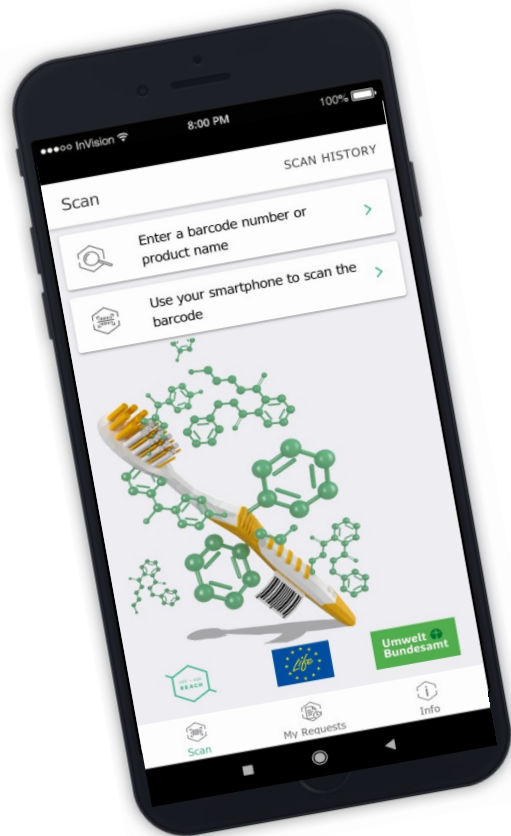 InVision
8:00 PM
100%
Scan
SCAN HISTORY
Enter a barcode number or
product name
Use your smartphone to scan the
barcode
REACH
Life
Umwelt
Bundesamt
Scan
My Requests
Info